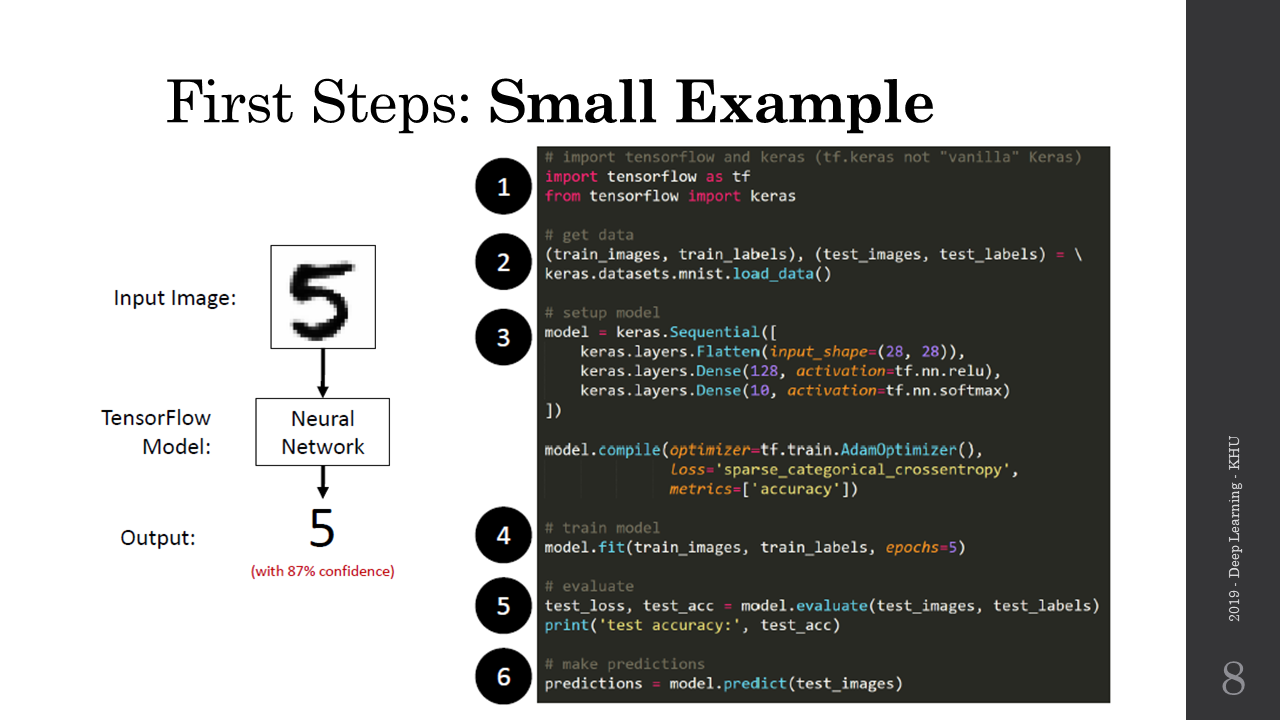 First Steps: Small Example
Input Image:
5
TensorFlow
Model:
Neural
Network
Output:
5
(with 87% confidence)
1
# import tensorflow and keras (tf.keras not "vanilla" Keras)
import tensorflow as tf
from tensorflow import keras
2
# get data
(train_images, train_labels), (test_images, test_labels) = \
keras.datasets.mnist.load_data()
3
# setup model
model = keras.Sequential([
    keras.layers.Flatten(input_shape=(28, 28)),
    keras.layers.Dense(128, activation=tf.nn.relu),
    keras.layers.Dense(10, activation=tf.nn.softmax)
])
model.compile(optimizer=tf.train.AdamOptimizer(),
              loss='sparse_categorical_crossentropy',
              metrics=['accuracy'])
4
# train model
model.fit(train_images, train_labels, epochs=5)
5
# evaluate
test_loss, test_acc = model.evaluate(test_images, test_labels)
print('test accuracy:', test_acc)
6
# make predictions
predictions = model.predict(test_images)
2019 - Deep Learning - KHU
8